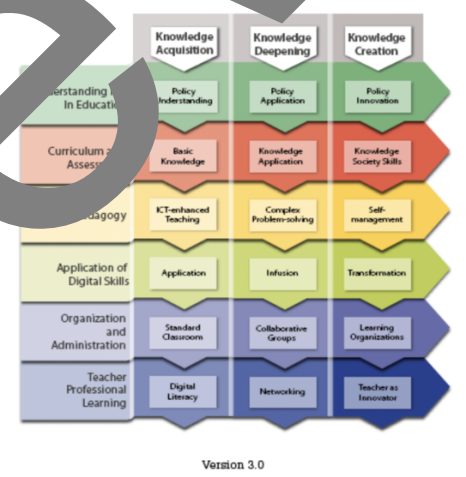 Knowledge Acquisition
Knowledge Deepening
Knowledge Creation
In Education
Policy Understanding
Policy Application
Policy Innovation
Curriculum
Basic Knowledge
Knowledge Application
Knowledge Society Skills
ICT-enhanced Teaching
Complex Problem-solving
Self-management
Application of Digital Skills
Application
Infusion
Transformation
Organization and Administration
Standard Classroom
Collaborative Groups
Learning Organizations
Teacher Professional Learning
Digital Literacy
Networking
Teacher as Innovator
Version 3.0